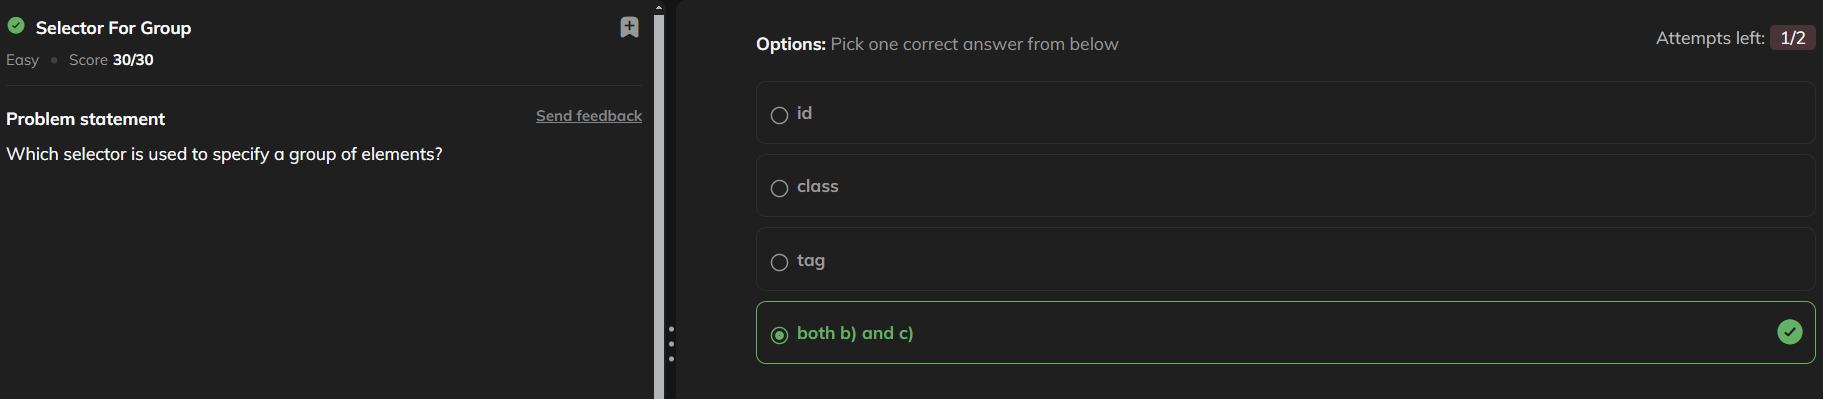 Selector For Group
Easy Score 30/30
Problem statement
Send feedback
Which selector is used to specify a group of elements?
Options: Pick one correct answer from below
Attempts left: 1/2
id
class
tag
both b) and c)